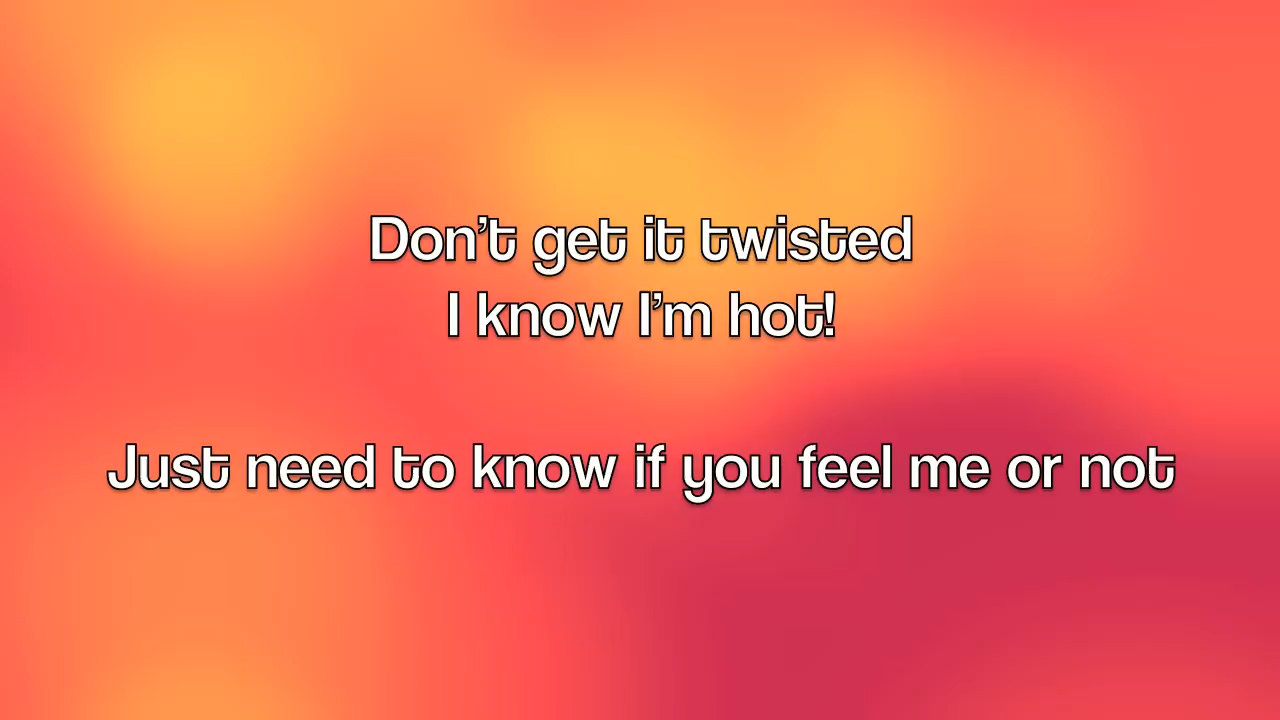 Don’t get it twisted
I know I’m hot!
Just need to know if you feel me or not